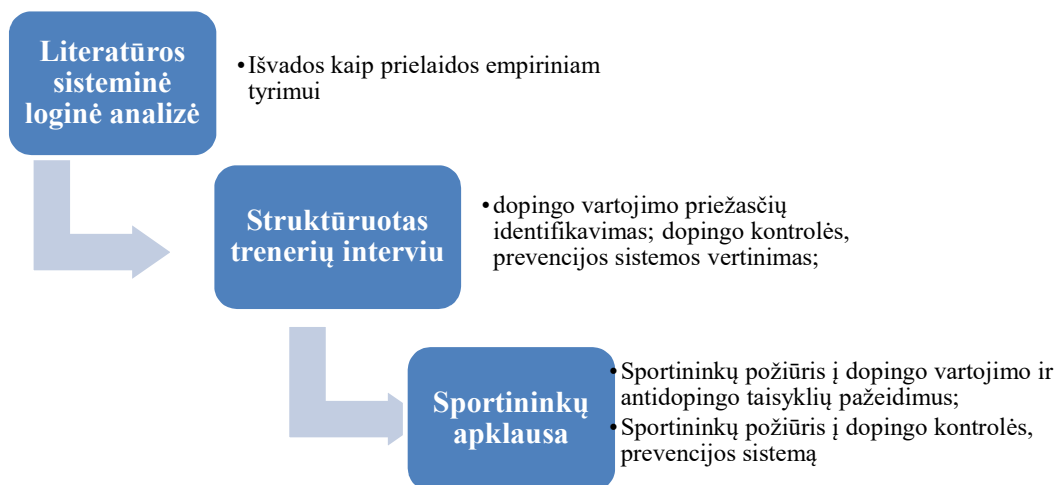 Literatūros
sisteminė
loginė analizė
•Išvados kaip prielaidos empiriniam
tyrimui
Struktūruotas
trenerių interviu
•dopingo vartojimo priežasčių
identifikavimas; dopingo kontrolės,
prevencijos sistemos vertinimas;
Sportininkų
apklausa
•Sportininkų požiūris į dopingo vartojimo ir
antidopingo taisyklių pažeidimus;
•Sportininkų požiūris į dopingo kontrolės,
prevencijos sistemą